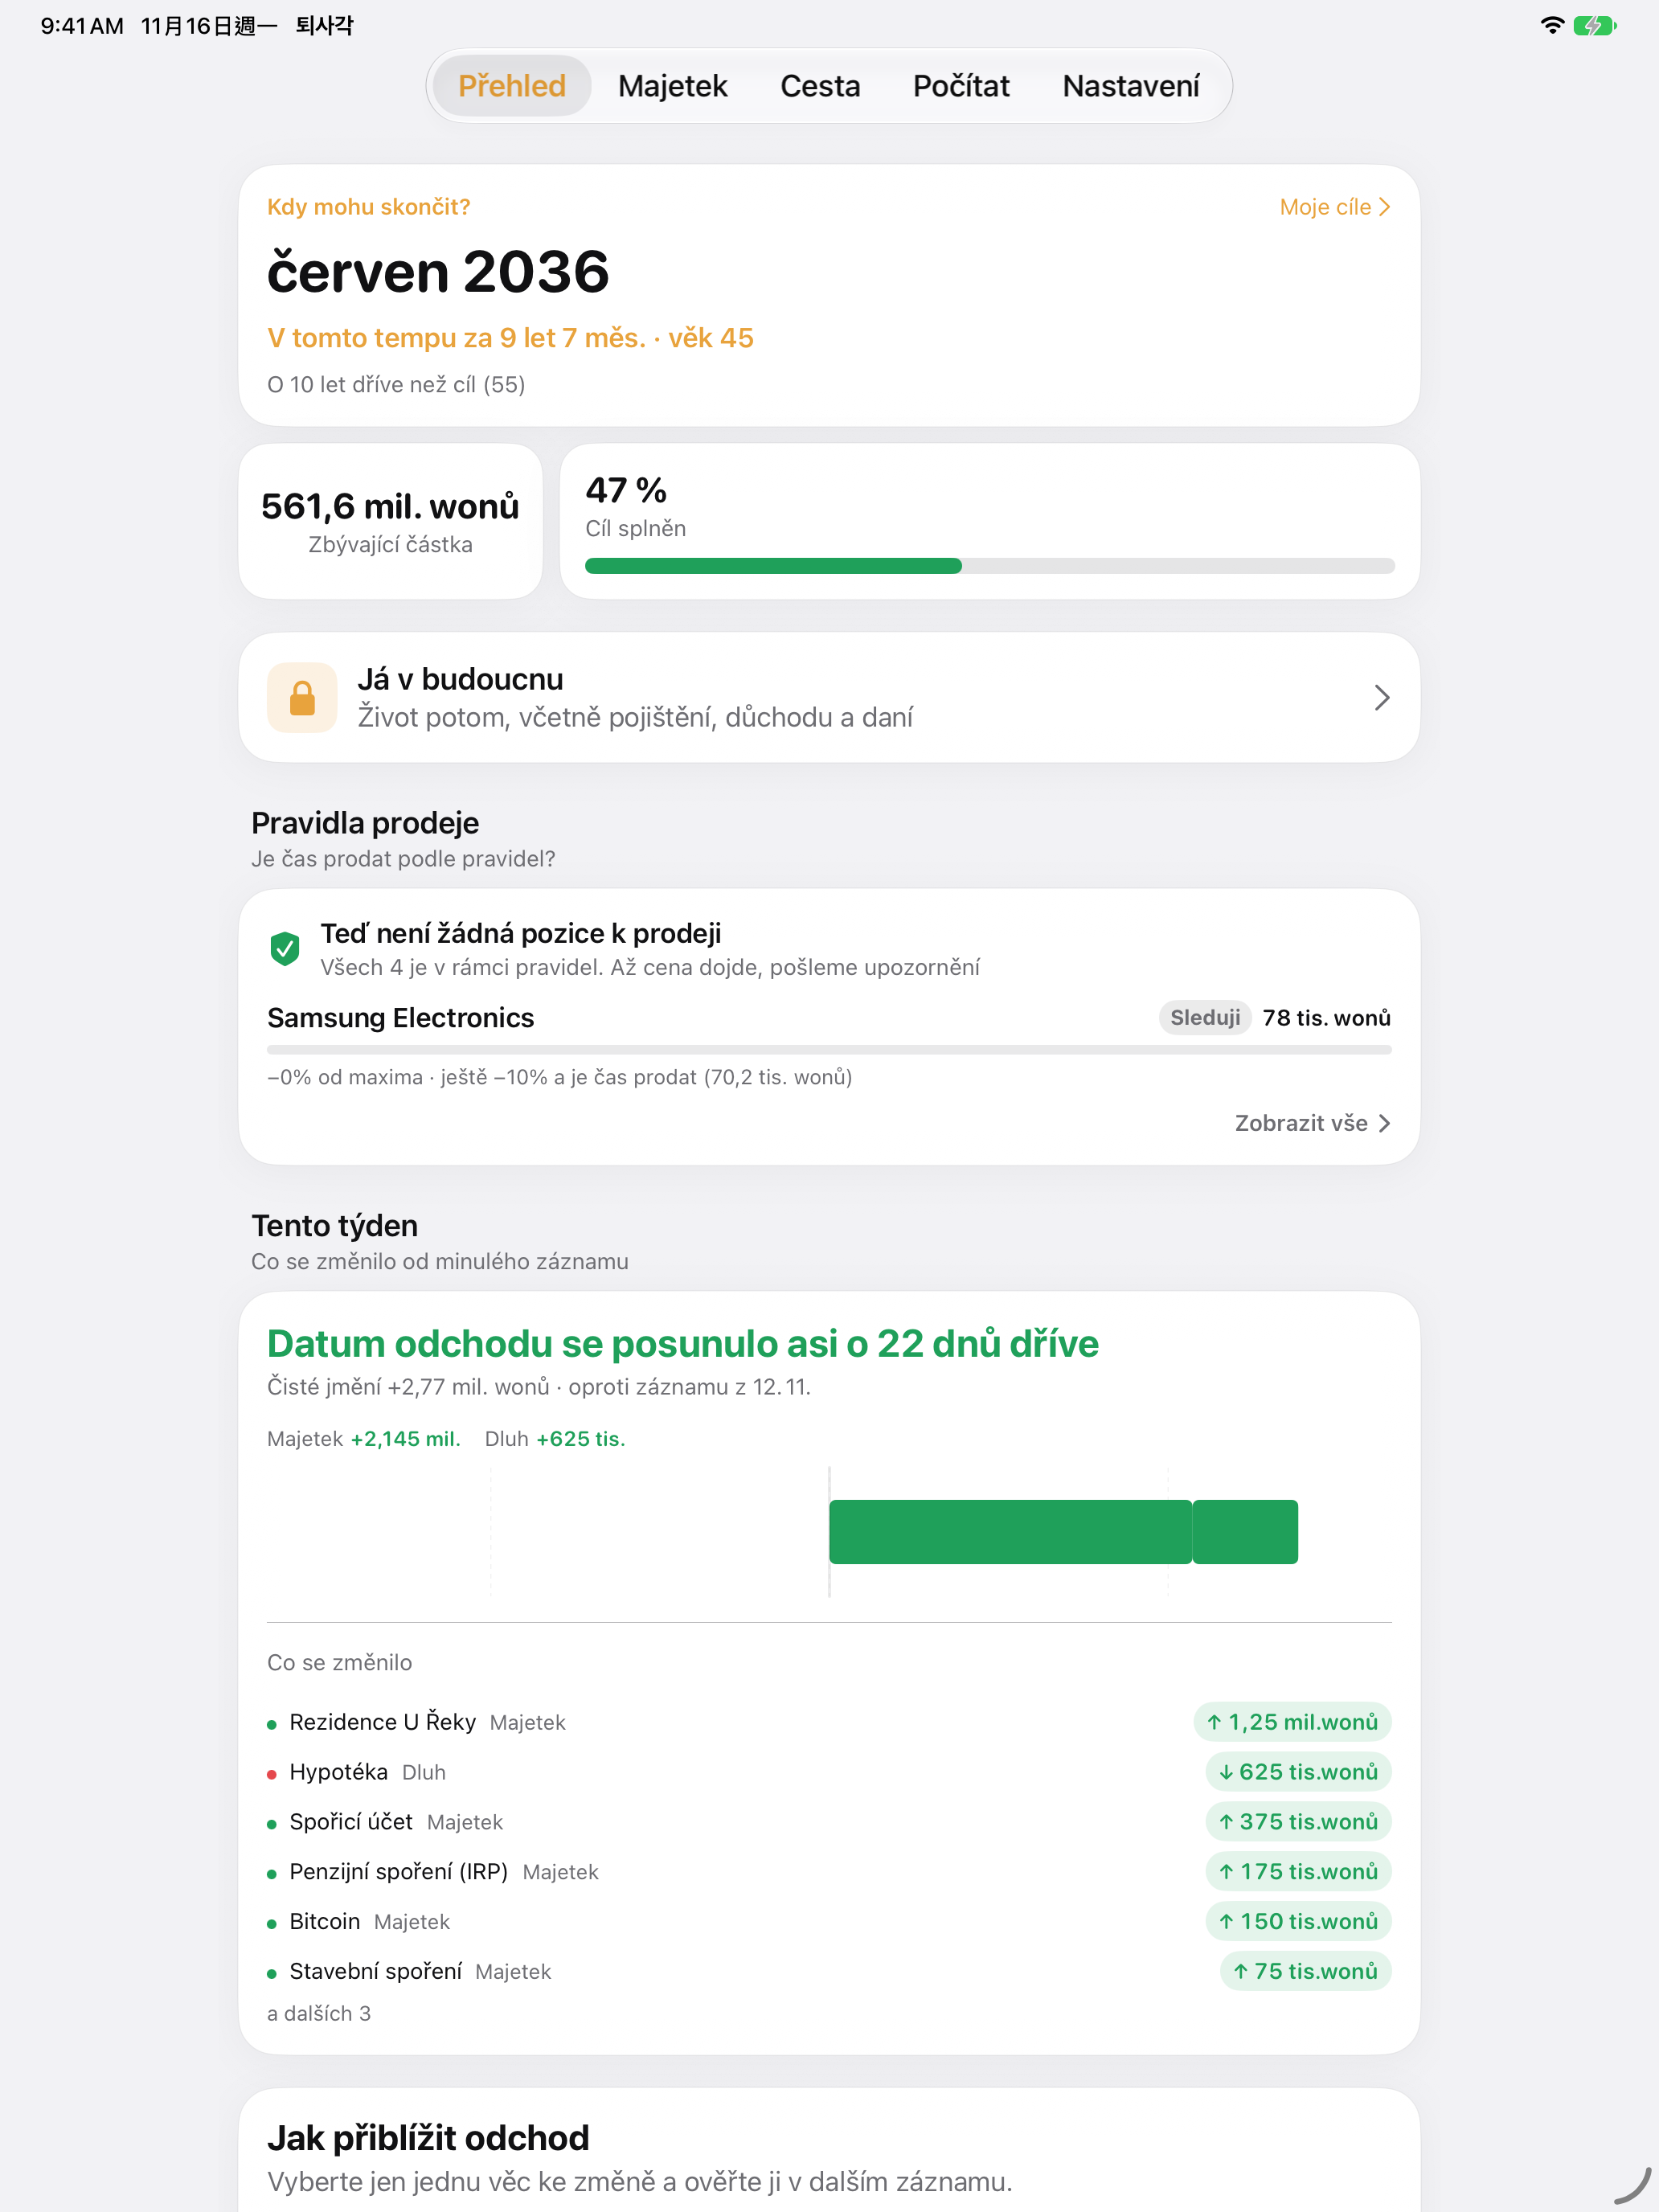 9:41 AM 11月16日週一 퇴사각
Přehled Majetek Cesta Počítat Nastavení
Kdy mohu skončit? Moje cíle
červen 2036
V tomto tempu za 9 let 7 měs. · věk 45
O 10 let dříve než cíl (55)
561,6 mil. wonů
Zbývající částka
47 %
Cíl splněn
Já v budoucnu
Život potom, včetně pojištění, důchodu a daní
Pravidla prodeje
Je čas prodat podle pravidel?
Teď není žádná pozice k prodeji
Všech 4 je v rámci pravidel. Až cena dojde, pošleme upozornění
Samsung Electronics Sleduji 78 tis. wonů
−0% od maxima · ještě −10% a je čas prodat (70,2 tis. wonů)
Zobrazit vše
Tento týden
Co se změnilo od minulého záznamu
Datum odchodu se posunulo asi o 22 dnů dříve
Čisté jmění +2,77 mil. wonů · oproti záznamu z 12. 11.
Majetek +2,145 mil. Dluh +625 tis.
Co se změnilo
Rezidence U Řeky Majetek ↑ 1,25 mil.wonů
Hypotéka Dluh ↓ 625 tis.wonů
Spořicí účet Majetek ↑ 375 tis.wonů
Penzijní spoření (IRP) Majetek ↑ 175 tis.wonů
Bitcoin Majetek ↑ 150 tis.wonů
Stavební spoření Majetek ↑ 75 tis.wonů
a dalších 3
Jak přiblížit odchod
Vyberte jen jednu věc ke změně a ověřte ji v dalším záznamu.